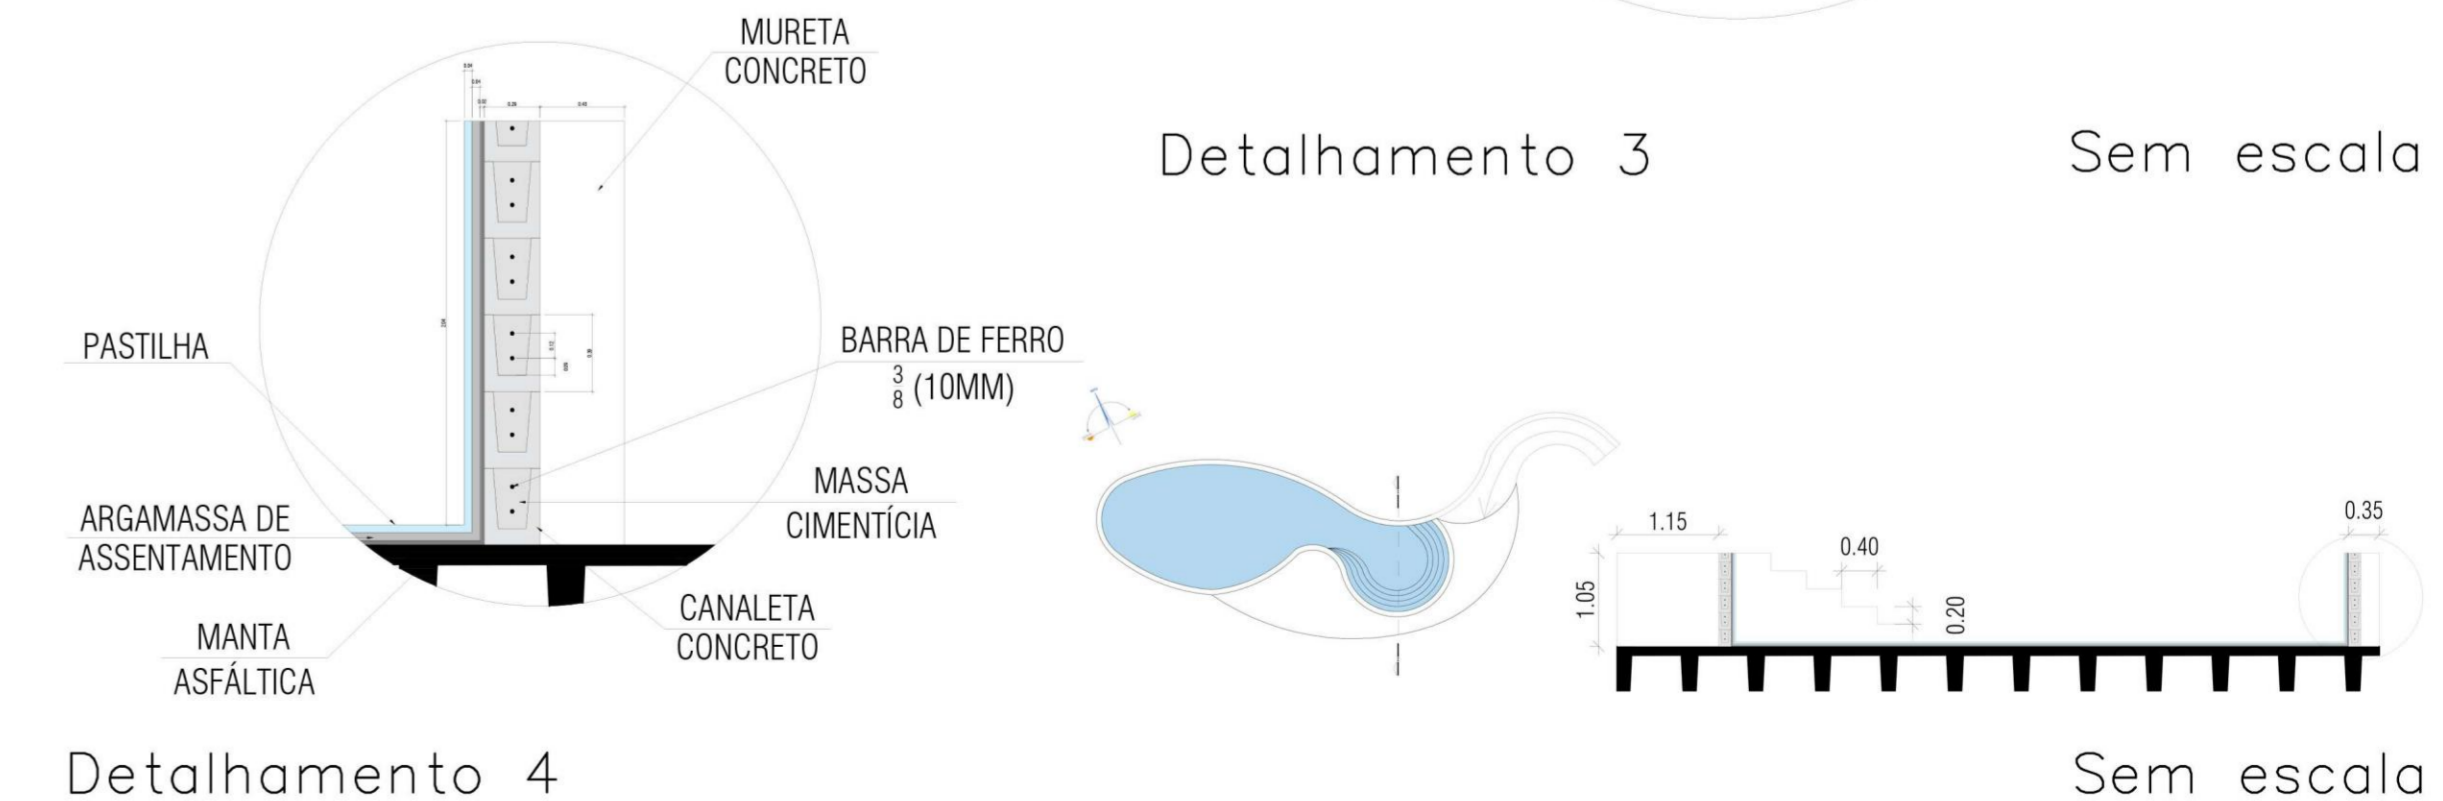 MURETA
CONCRETO
Detalhamento 3
Sem escala
PASTILHA
BARRA DE FERRO
3/8 (10MM)
ARGAMASSA DE
ASSENTAMENTO
MASSA
CIMENTÍCIA
MANTA
ASFÁLTICA
CANALETA
CONCRETO
1.15
0.40
0.35
1.05
0.20
Detalhamento 4
Sem escala